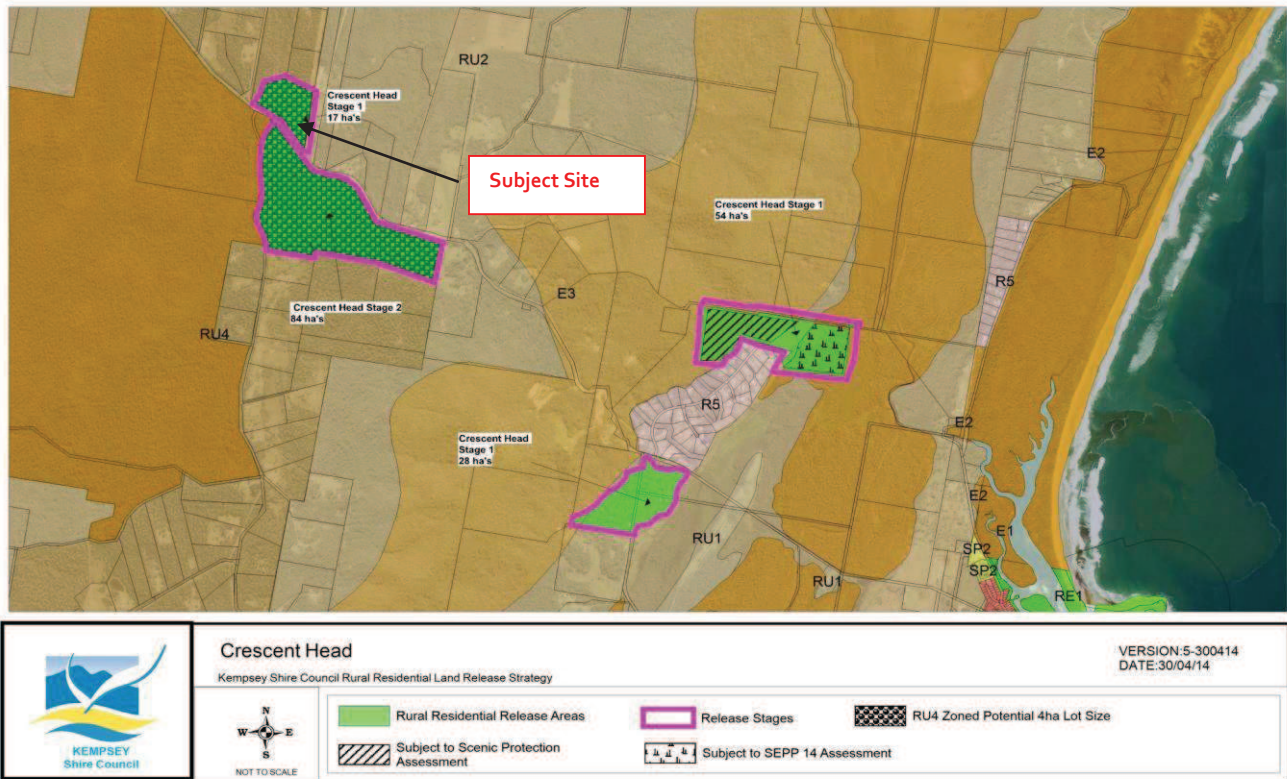 RU2
Crescent Head
Stage 1
17 ha's
Subject Site
E2
Crescent Head Stage 1
54 ha's
R5
E3
Crescent Head Stage 2
84 ha's
RU4
R5
E2
Crescent Head
Stage 1
28 ha's
E2
E1
RU1
SP2
SP2
RU1
RE1
KEMPSEY
Shire Council
Crescent Head
Kempsey Shire Council Rural Residential Land Release Strategy
VERSION:5-300414
DATE:30/04/14
N
W E
S
NOT TO SCALE
Rural Residential Release Areas
Release Stages
RU4 Zoned Potential 4ha Lot Size
Subject to Scenic Protection
Assessment
Subject to SEPP 14 Assessment